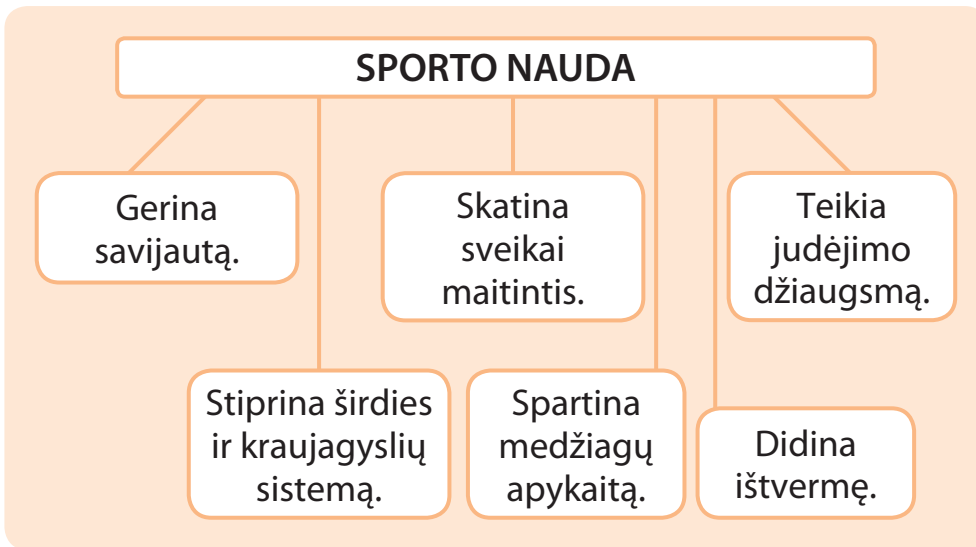 SPORTO NAUDA
Gerina
savijautą.
Skatina
sveikai
maitintis.
Teikia
judėjimo
džiaugsmą.
Stiprina širdies
ir kraujagyslių
sistemą.
Spartina
medžiagų
apykaitą.
Didina
ištvermę.